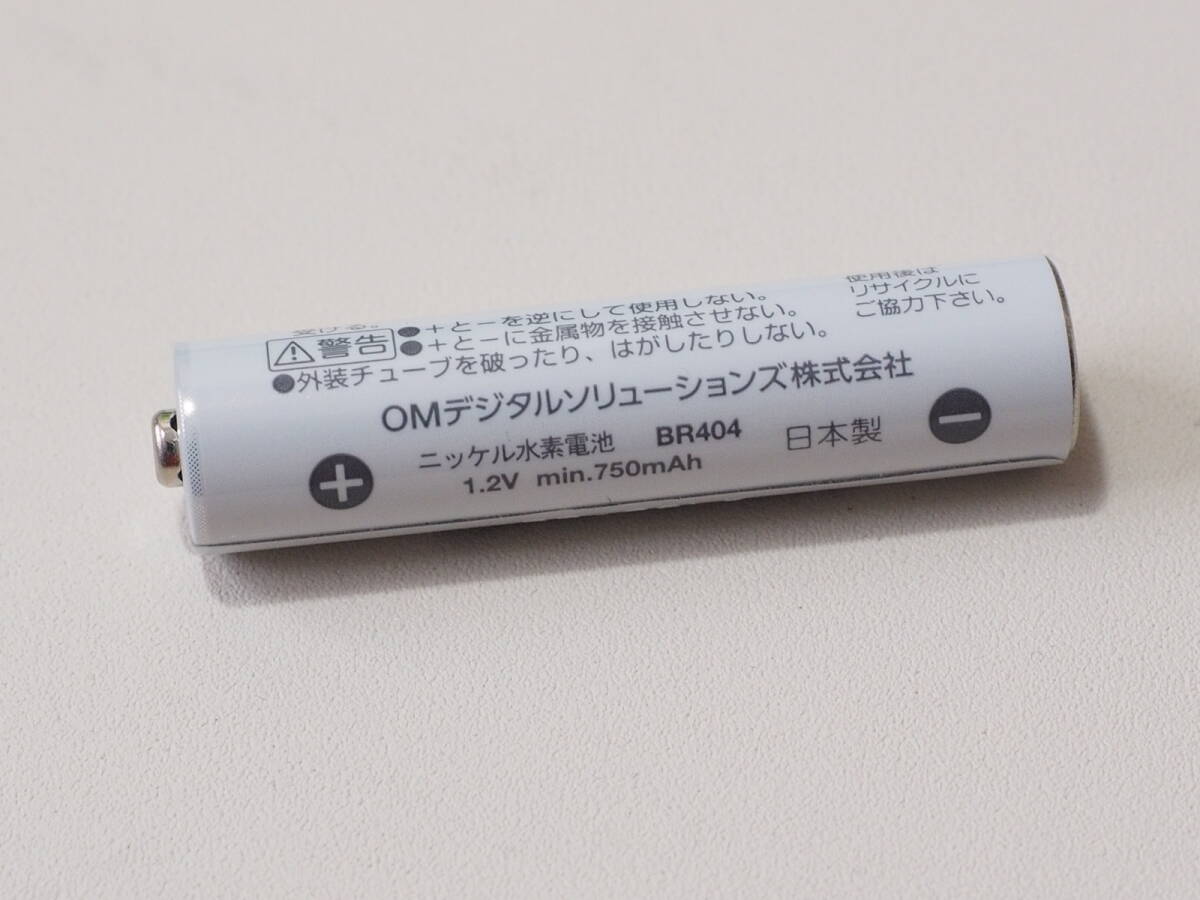 受ける。
●+と-を逆にして使用しない。
⚠警告 ●+と-に金属物を接触させない。
●外装チューブを破ったり、はがしたりしない。
使用後は
リサイクルに
ご協力下さい。
OMデジタルソリューションズ株式会社
ニッケル水素電池 BR404 日本製
1.2V min.750mAh
+ -